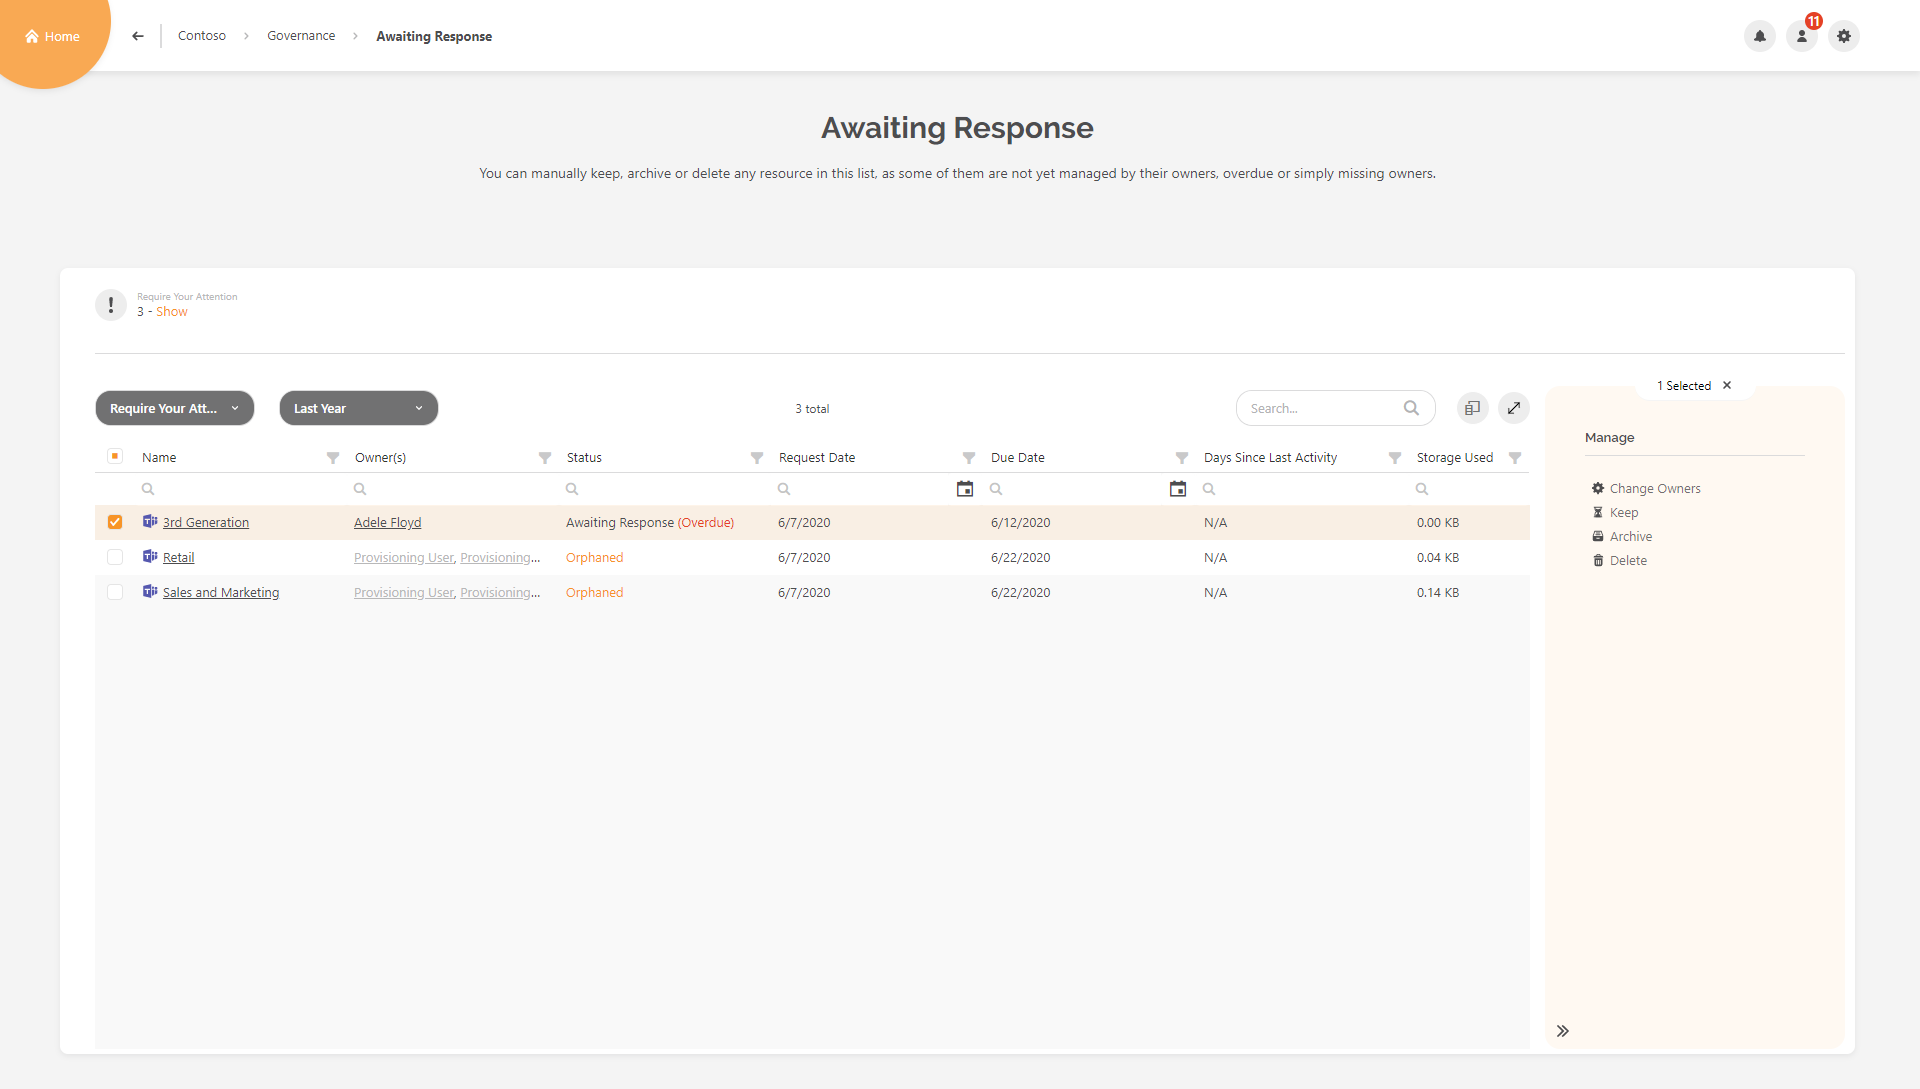 Home
Contoso > Governance > Awaiting Response
11
Awaiting Response
You can manually keep, archive or delete any resource in this list, as some of them are not yet managed by their owners, overdue or simply missing owners.
Require Your Attention
3 - Show
Require Your Att...
Last Year
3 total
Search...
1 Selected
Name Owner(s) Status Request Date Due Date Days Since Last Activity Storage Used
3rd Generation Adele Floyd Awaiting Response (Overdue) 6/7/2020 6/12/2020 N/A 0.00 KB
Retail Provisioning User, Provisioning... Orphaned 6/7/2020 6/22/2020 N/A 0.04 KB
Sales and Marketing Provisioning User, Provisioning... Orphaned 6/7/2020 6/22/2020 N/A 0.14 KB
Manage
Change Owners
Keep
Archive
Delete